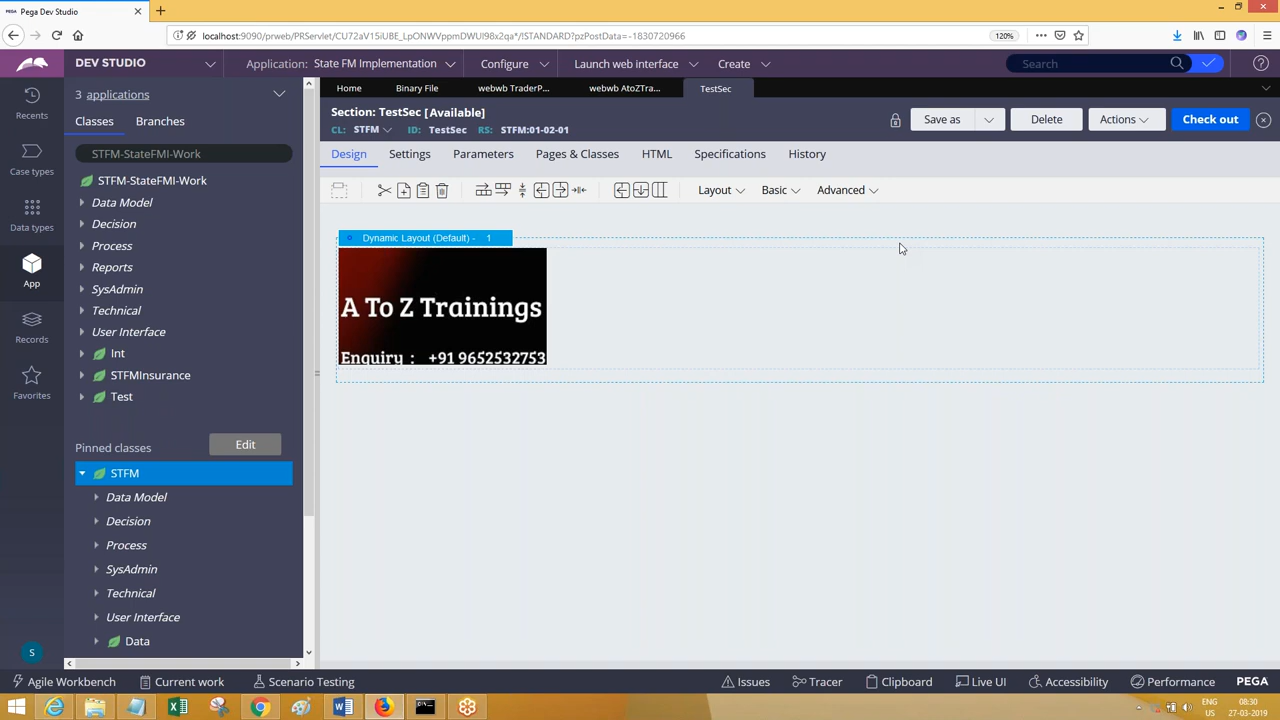 Pega Dev Studio
localhost:9090/prweb/PRServlet/CU72aV15iUBE_LpONWVppmDWUI98x2qa*/!STANDARD?pzPostData=-1830720966
120%
DEV STUDIO
Application: State FM Implementation
Configure
Launch web interface
Create
Search
3 applications
Classes
Branches
STFM-StateFMI-Work
STFM-StateFMI-Work
Data Model
Decision
Process
Reports
SysAdmin
Technical
User Interface
Int
STFMInsurance
Test
Pinned classes
Edit
STFM
Data Model
Decision
Process
SysAdmin
Technical
User Interface
Data
Recents
Case types
Data types
App
Records
Favorites
S
Home
Binary File
webwb TraderP...
webwb AtoZTra...
TestSec
Section: TestSec [Available]
CL: STFM ID: TestSec RS: STFM:01-02-01
Save as
Delete
Actions
Check out
Design
Settings
Parameters
Pages & Classes
HTML
Specifications
History
Layout
Basic
Advanced
Dynamic Layout (Default) - 1
A To Z Trainings
Enquiry : +91 9652532753
Agile Workbench
Current work
Scenario Testing
Issues
Tracer
Clipboard
Live UI
Accessibility
Performance
PEGA
ENG
US
08:30
27-03-2019